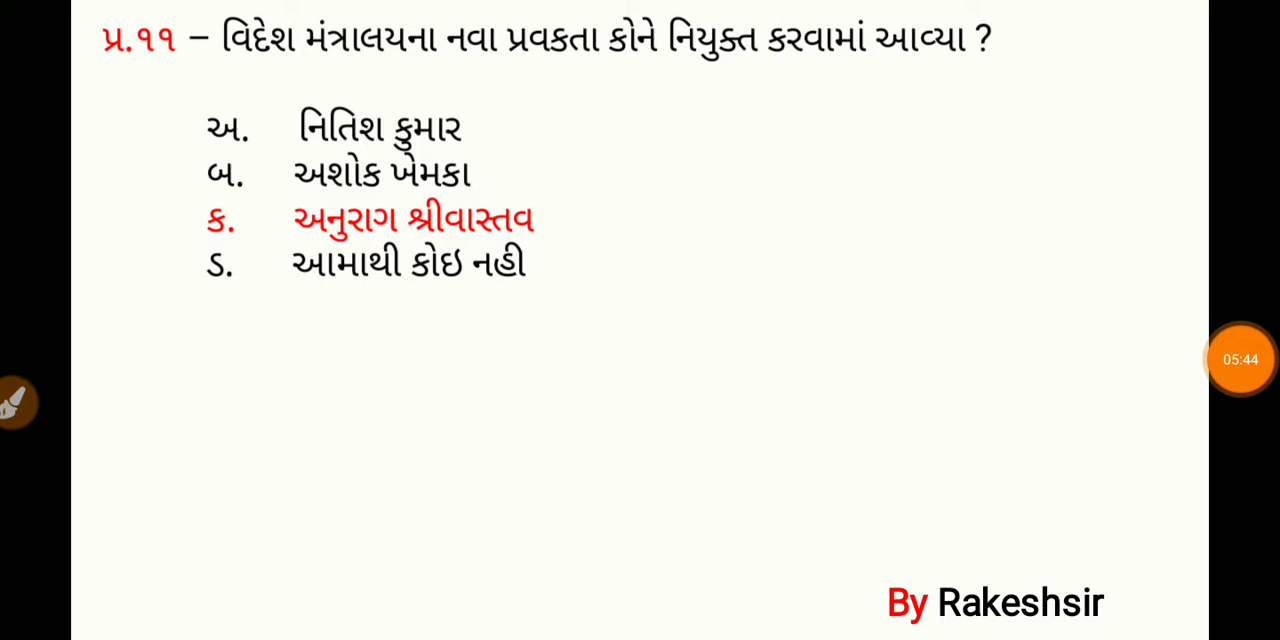 પ્ર.૧૧ – વિદેશ મંત્રાલયના નવા પ્રવકતા કોને નિયુક્ત કરવામાં આવ્યા ?
અ. નિતિશ કુમાર
બ. અશોક ખેમકા
ક. અનુરાગ શ્રીવાસ્તવ
ડ. આમાથી કોઇ નહી
05:44
By Rakeshsir